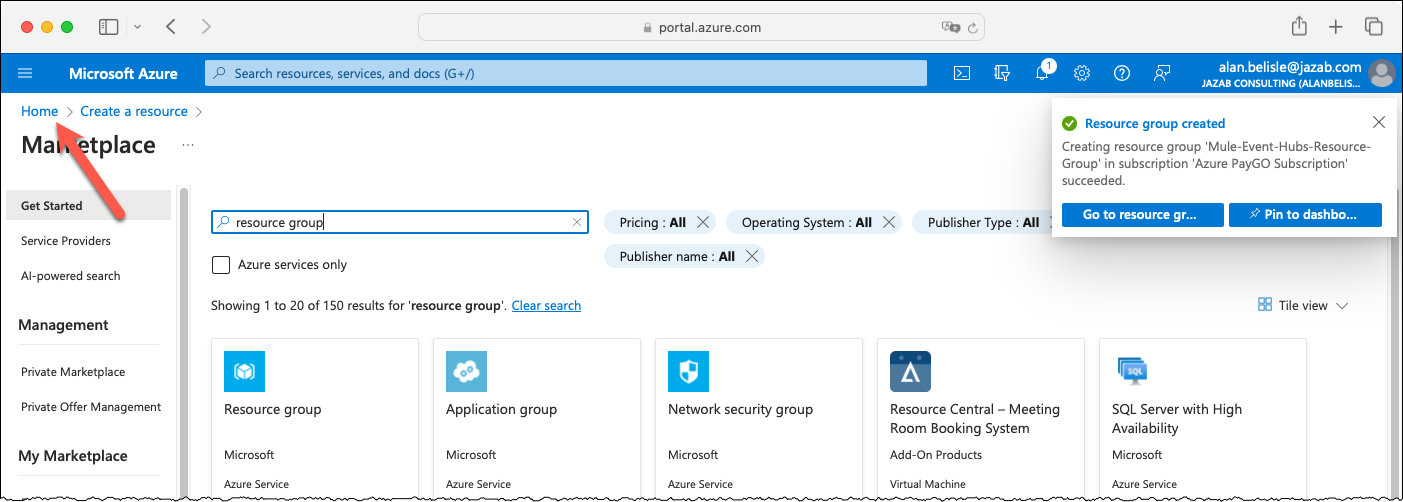 portal.azure.com
Microsoft Azure
Search resources, services, and docs (G+/)
1
alan.belisle@jazab.com
JAZAB CONSULTING (ALANBELIS...
Home > Create a resource >
Marketplace ...
Resource group created
Creating resource group 'Mule-Event-Hubs-Resource-
Group' in subscription 'Azure PayGO Subscription'
succeeded.
Go to resource gr...
Pin to dashbo...
Get Started
Service Providers
AI-powered search
Management
Private Marketplace
Private Offer Management
My Marketplace
resource group
Pricing : All
Operating System : All
Publisher Type : All
Publisher name : All
Azure services only
Showing 1 to 20 of 150 results for 'resource group'. Clear search
Tile view
Resource group
Microsoft
Azure Service
Application group
Microsoft
Azure Service
Network security group
Microsoft
Azure Service
Resource Central – Meeting
Room Booking System
Add-On Products
Virtual Machine
SQL
SQL Server with High
Availability
Microsoft
Azure Service